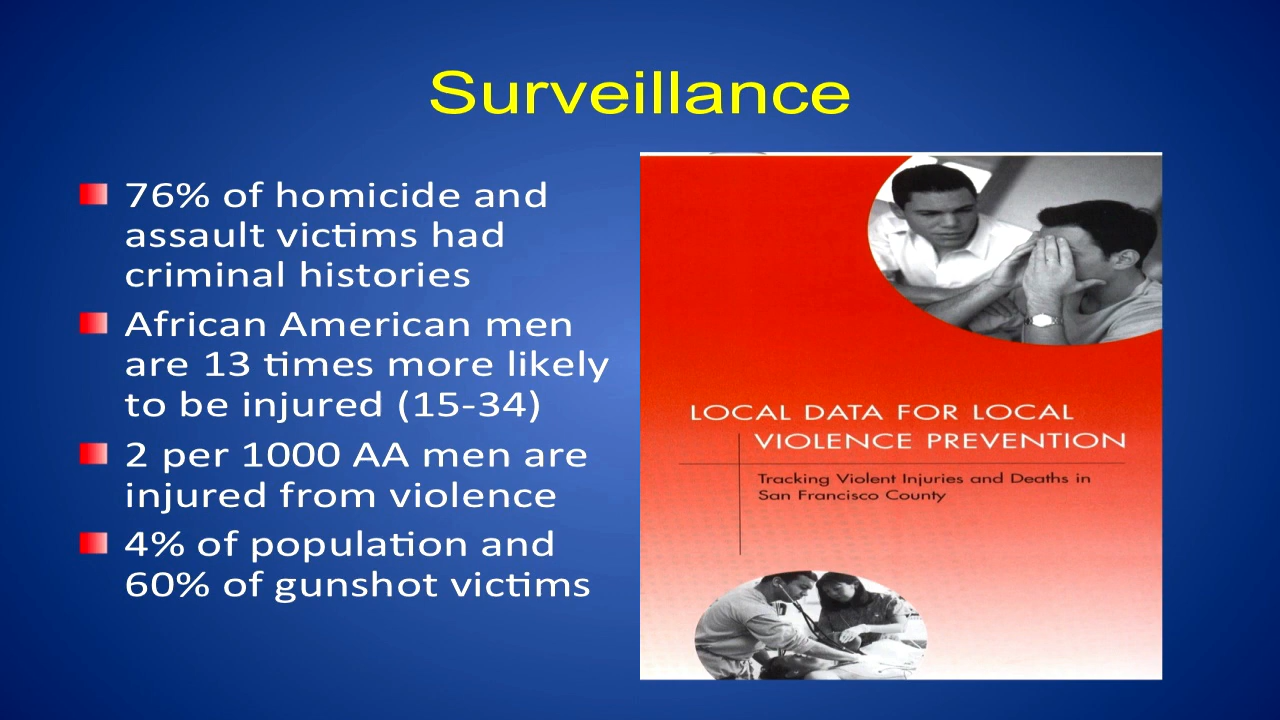 Surveillance
76% of homicide and
assault victims had
criminal histories
African American men
are 13 times more likely
to be injured (15-34)
2 per 1000 AA men are
injured from violence
4% of population and
60% of gunshot victims
LOCAL DATA FOR LOCAL
VIOLENCE PREVENTION
Tracking Violent Injuries and Deaths in
San Francisco County